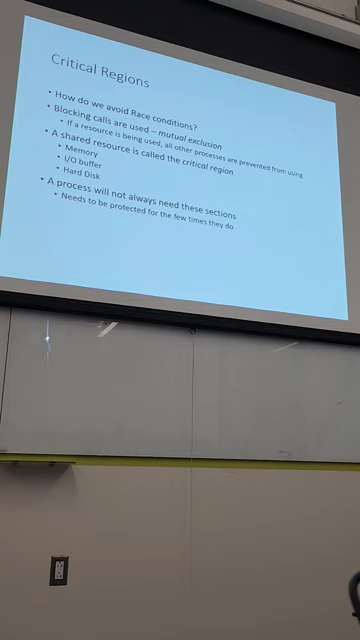 Critical Regions
• How do we avoid Race conditions?
• Blocking calls are used – mutual exclusion
• If a resource is being used, all other processes are prevented from using
• A shared resource is called the critical region
• Memory
• I/O buffer
• Hard Disk
• A process will not always need these sections
• Needs to be protected for the few times they do